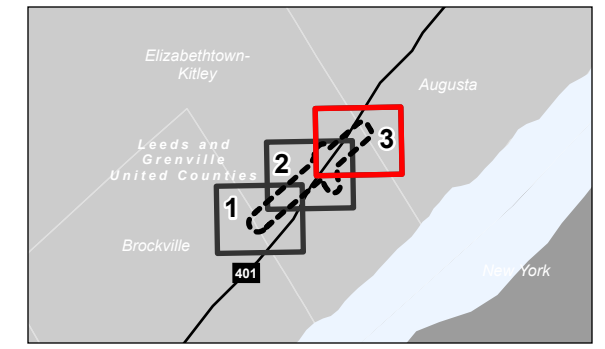 Elizabethtown-
Kitley
Augusta
Leeds and
Grenville
United Counties
3
2
1
Brockville
401
New York